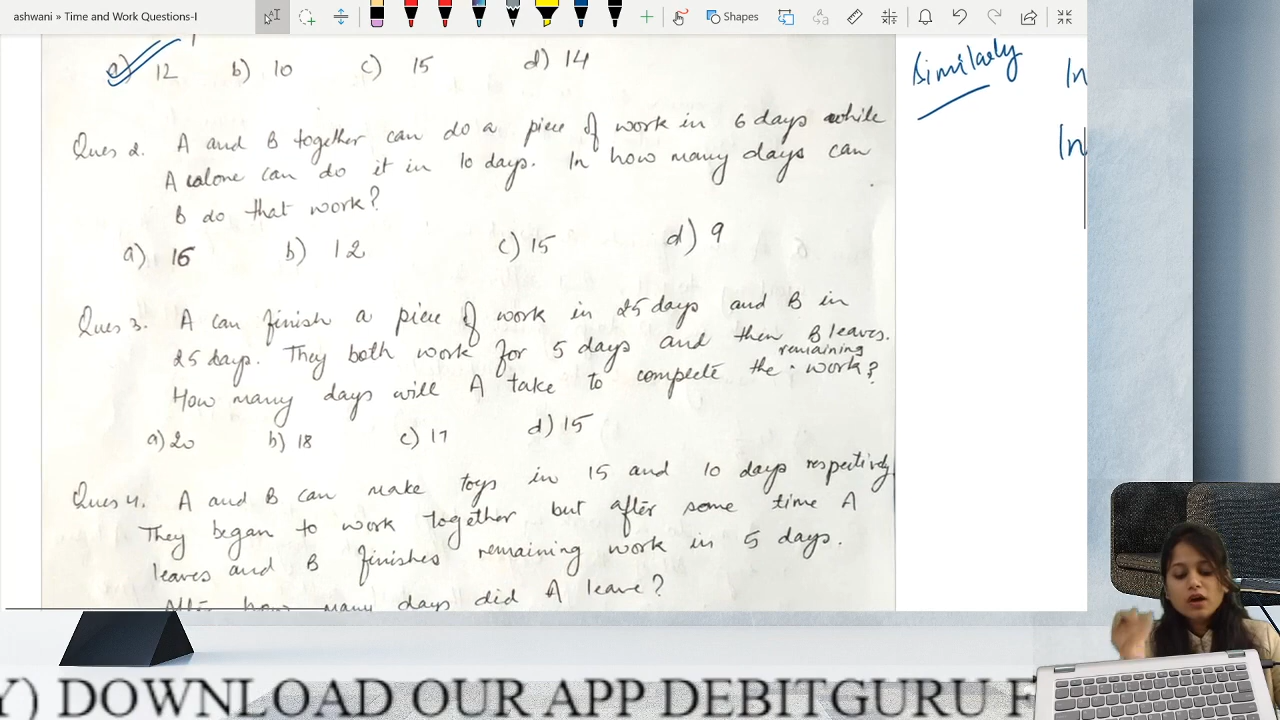 ashwani » Time and Work Questions-I
Shapes
a) 12 b) 10 c) 15 d) 14
Similarly In
In
Ques 2. A and B together can do a piece of work in 6 days while
A alone can do it in 10 days. In how many days can
B do that work?
a) 16 b) 12 c) 15 d) 9
Ques 3. A can finish a piece of work in 25 days and B in
25 days. They both work for 5 days and then B leaves.
How many days will A take to complete the remaining work?
a) 20 b) 18 c) 17 d) 15
Ques 4. A and B can make toys in 15 and 10 days respectively
They began to work together but after some time A
leaves and B finishes remaining work in 5 days.
After how many days did A leave?
Y) DOWNLOAD OUR APP DEBITGURU F